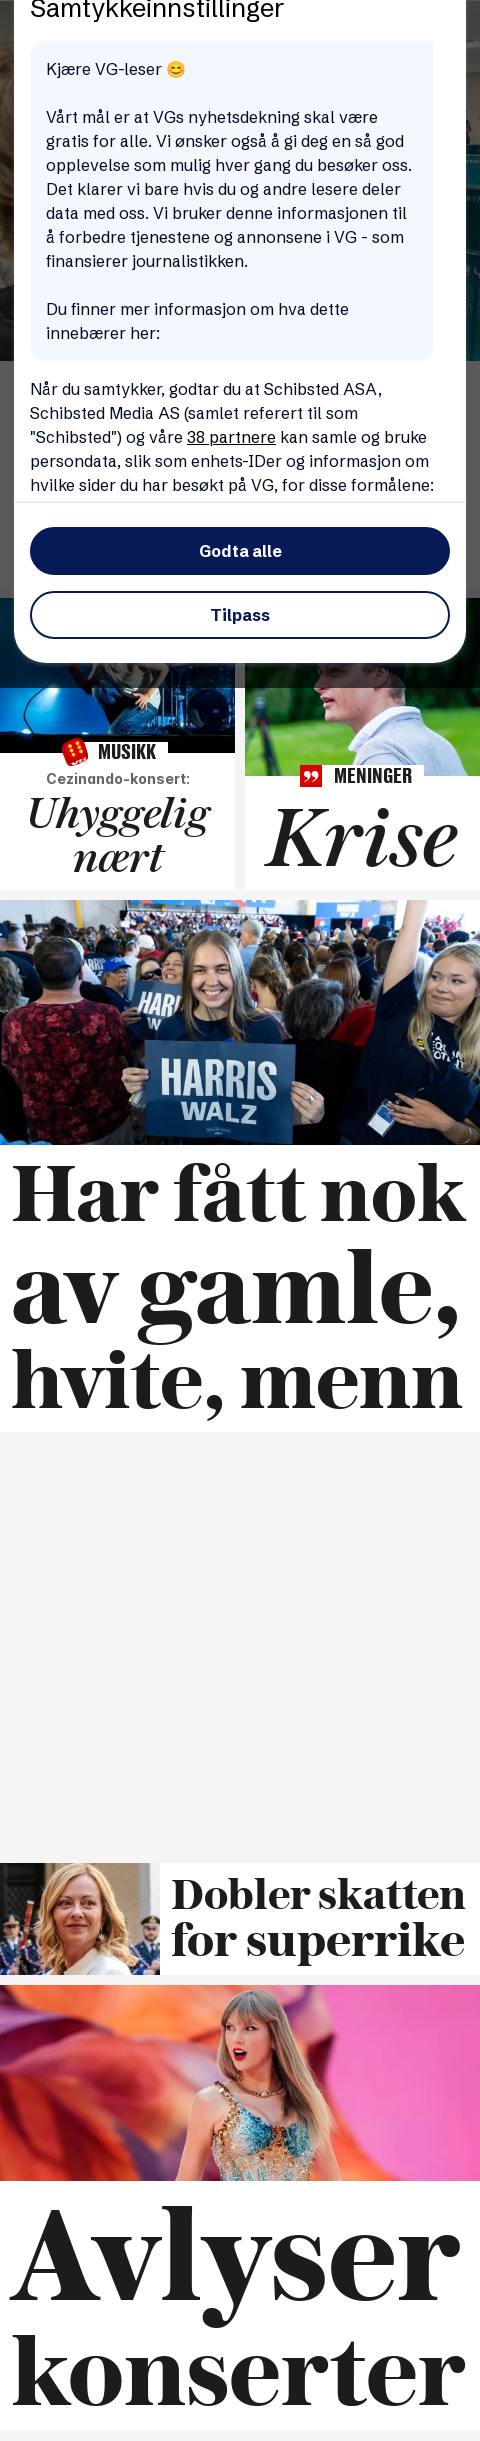 Samtykkeinnstillinger
Kjære VG-leser 😊
Vårt mål er at VGs nyhetsdekning skal være
gratis for alle. Vi ønsker også å gi deg en så god
opplevelse som mulig hver gang du besøker oss.
Det klarer vi bare hvis du og andre lesere deler
data med oss. Vi bruker denne informasjonen til
å forbedre tjenestene og annonsene i VG - som
finansierer journalistikken.
Du finner mer informasjon om hva dette
innebærer her:
Når du samtykker, godtar du at Schibsted ASA,
Schibsted Media AS (samlet referert til som
"Schibsted") og våre 38 partnere kan samle og bruke
persondata, slik som enhets-IDer og informasjon om
hvilke sider du har besøkt på VG, for disse formålene:
Godta alle
Tilpass
MUSIKK
Cezinando-konsert:
Uhyggelig
nært
MENINGER
Krise
HARRIS
WALZ
HARRIS
WALZ
Har fått nok
av gamle,
hvite, menn
Dobler skatten
for superrike
Avlyser
konserter